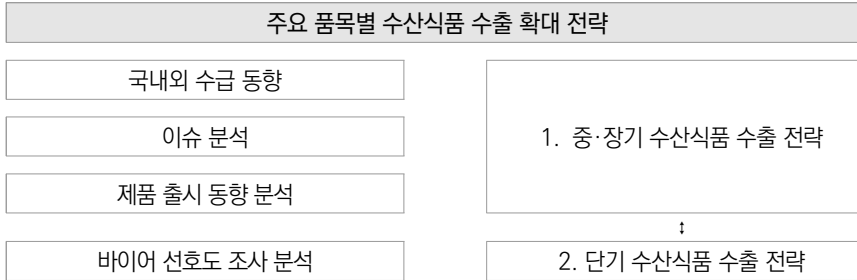 주요 품목별 수산식품 수출 확대 전략
국내외 수급 동향
이슈 분석
제품 출시 동향 분석
바이어 선호도 조사 분석
1. 중·장기 수산식품 수출 전략
↕
2. 단기 수산식품 수출 전략